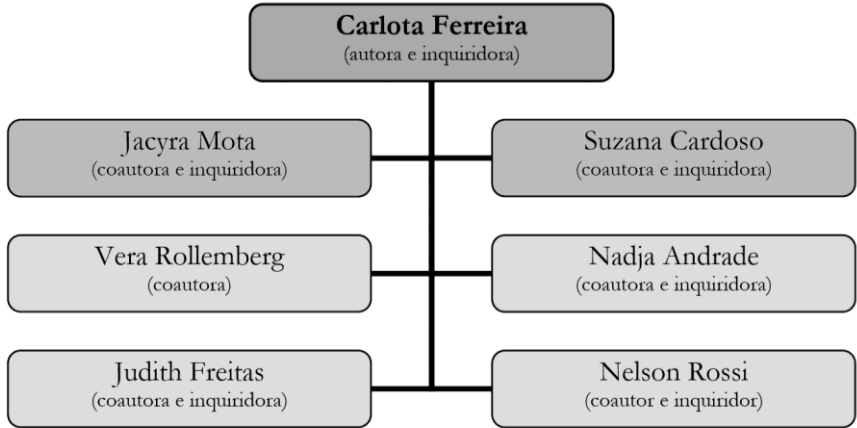 Carlota Ferreira
(autora e inquiridora)
Jacyra Mota
(coautora e inquiridora)
Suzana Cardoso
(coautora e inquiridora)
Vera Rollemberg
(coautora)
Nadja Andrade
(coautora e inquiridora)
Judith Freitas
(coautora e inquiridora)
Nelson Rossi
(coautor e inquiridor)